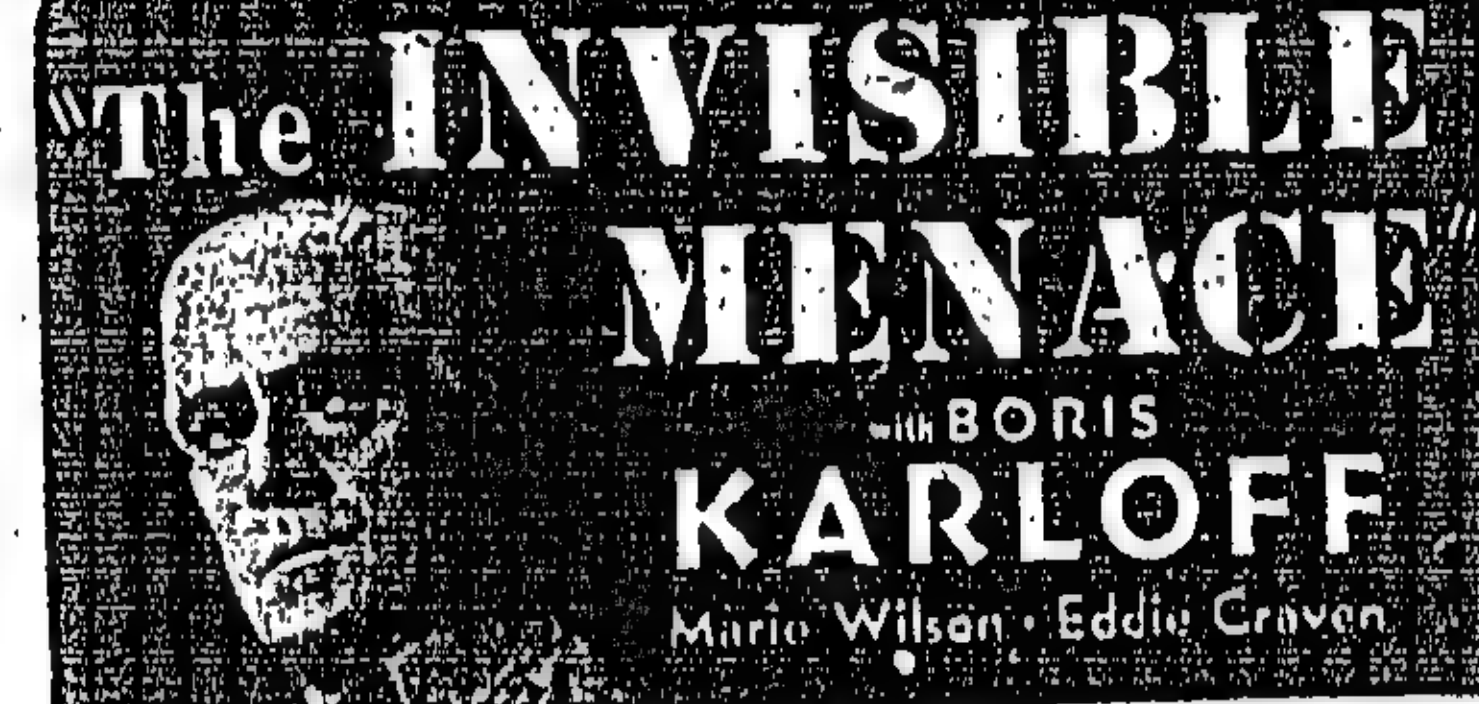 "The INVISIBLE
MENACE"
with BORIS
KARLOFF
Marie Wilson · Eddie Craven